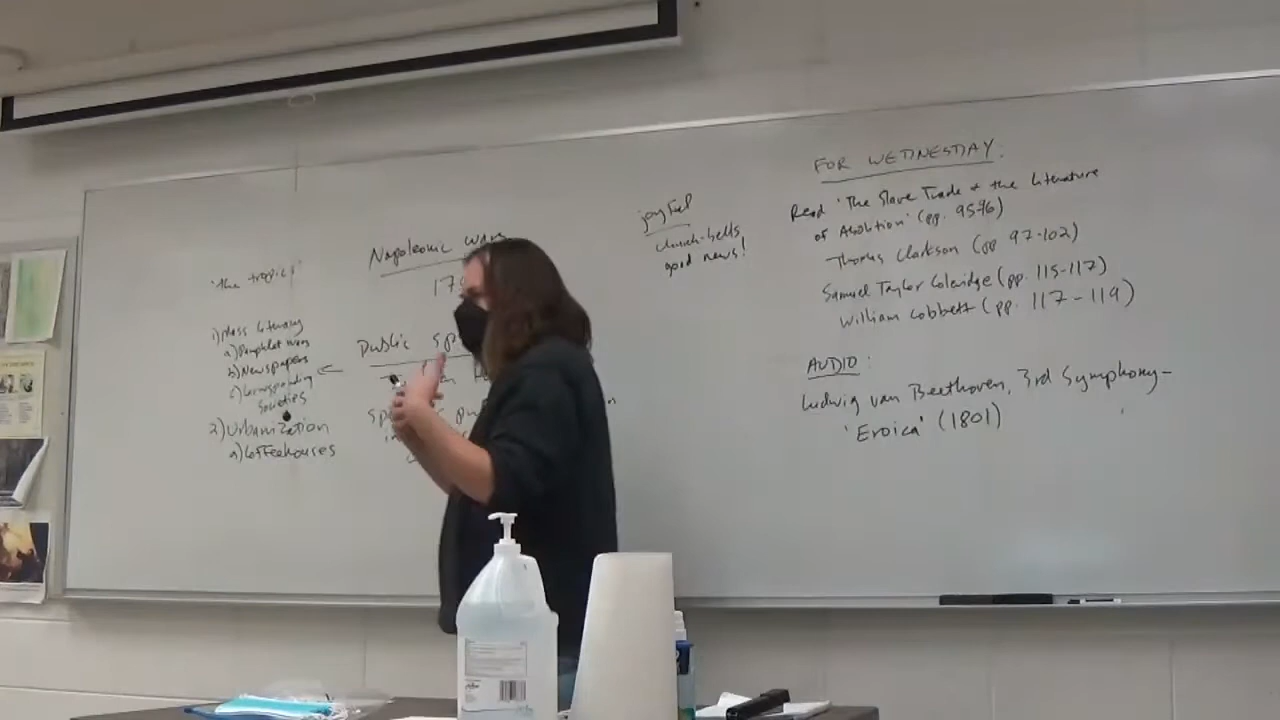 'the tropics'
1) Mass literacy
a) Pamphlet wars
b) Newspapers
c) Corresponding
Societies
2) Urbanization
a) Coffeehouses
Napoleonic Wars
179
Public sp
joyful
church-bells
good news!
FOR WEDNESDAY:
Read 'The Slave Trade & the Literature
of Abolition' (pp. 95-96)
Thomas Clarkson (pp 97-102)
Samuel Taylor Coleridge (pp. 115-117)
William Cobbett (pp. 117-119)
AUDIO:
Ludwig van Beethoven, 3rd Symphony-
'Eroica' (1801)